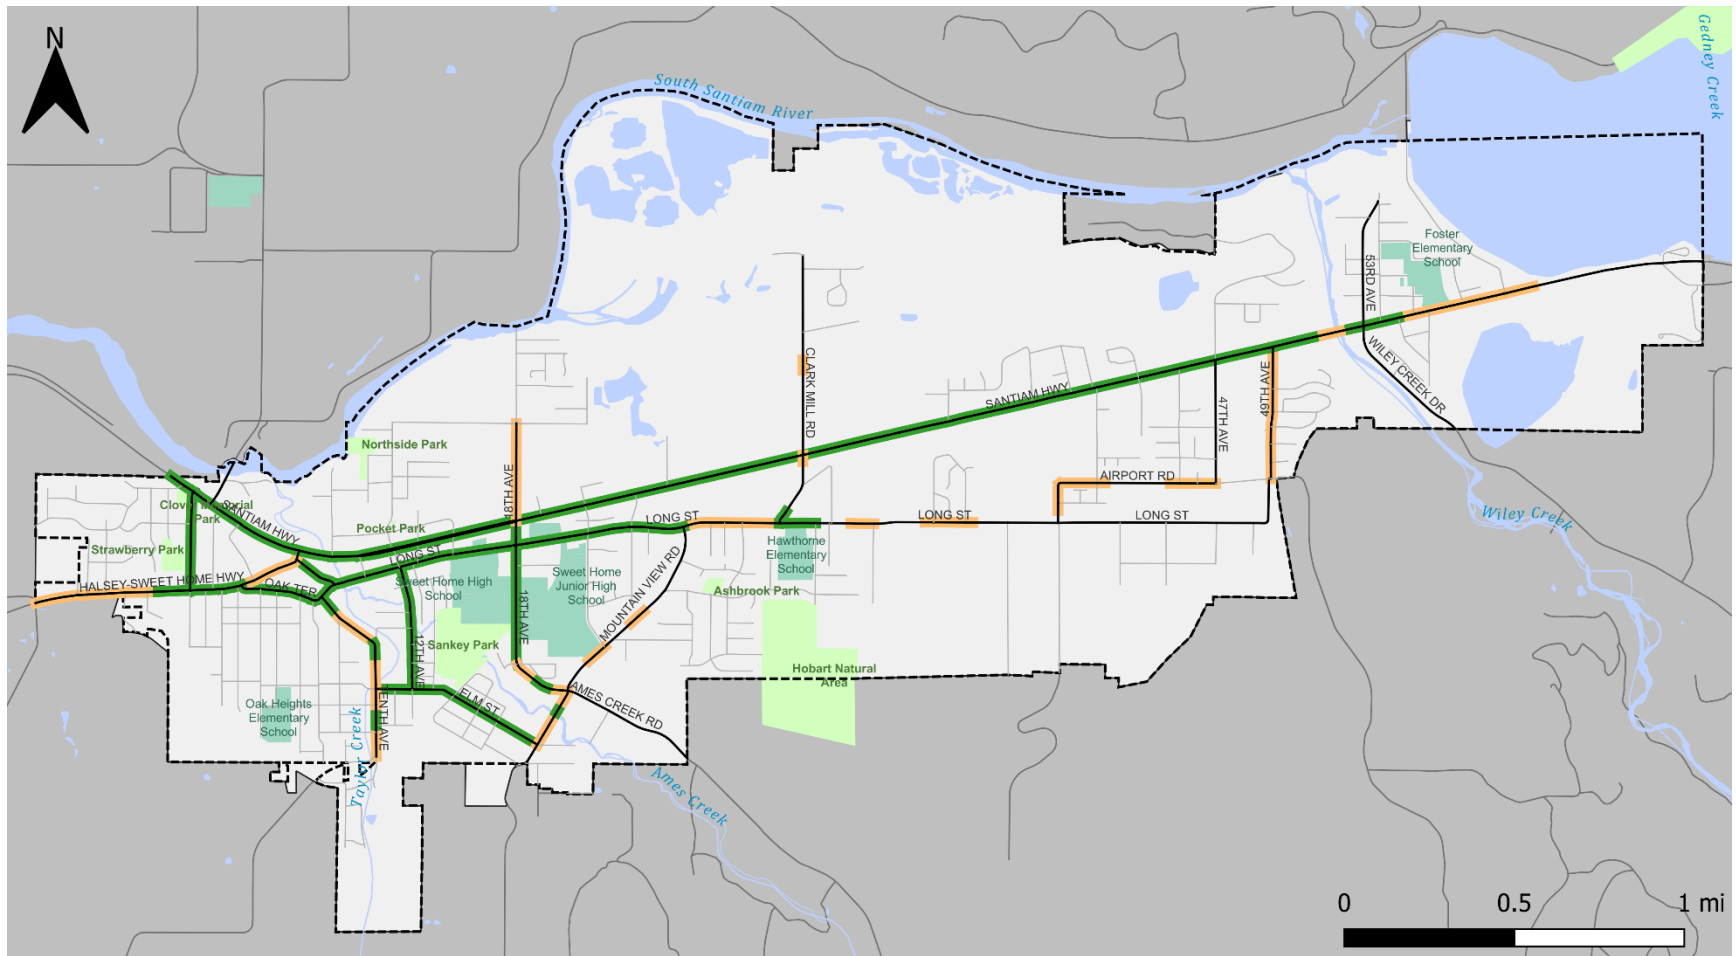 N
South Santiam River
Gedney Creek
Foster
Elementary
School
53RD AVE
WILEY CREEK DR
CLARK MILL RD
SANTIAM HWY
49TH AVE
47TH AVE
Northside Park
18TH AVE
AIRPORT RD
Wiley Creek
SANTIAM HWY
Park
Pocket Park
LONG ST
LONG ST
LONG ST
LONG ST
Strawberry Park
HALSEY-SWEET HOME HWY
OAK TER
Sweet Home High
School
Sweet Home
Junior High
School
Hawthorne
Elementary
School
Ashbrook Park
MOUNTAIN VIEW RD
18TH AVE
12TH AVE
Sankey Park
Hobart Natural
Area
ELM ST
AMES CREEK RD
Oak Heights
Elementary
School
ENTH AVE
Taylor Creek
Ames Creek
0 0.5 1 mi